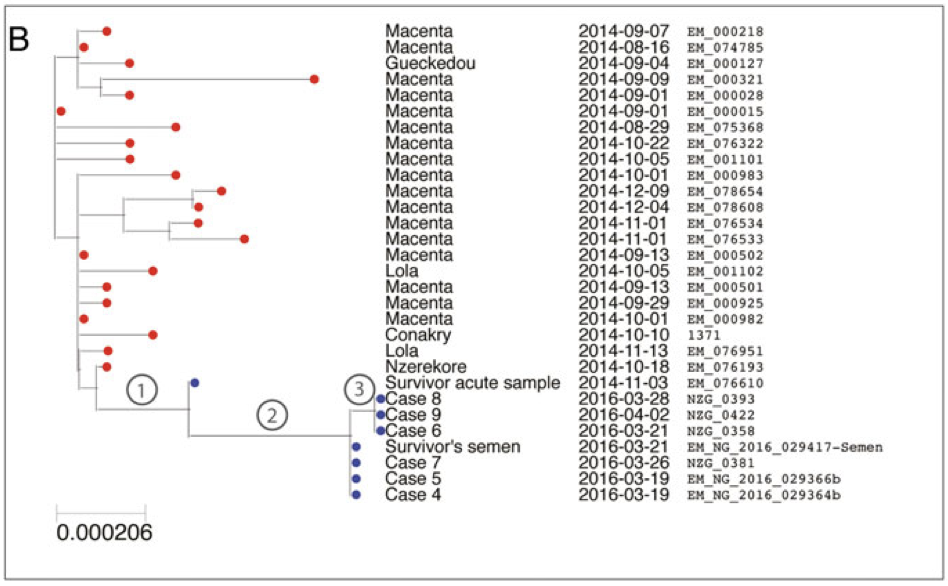 B
Macenta 2014-09-07 EM_000218
Macenta 2014-08-16 EM_074785
Gueckedou 2014-09-04 EM_000127
Macenta 2014-09-09 EM_000321
Macenta 2014-09-01 EM_000028
Macenta 2014-09-01 EM_000015
Macenta 2014-08-29 EM_075368
Macenta 2014-10-22 EM_076322
Macenta 2014-10-05 EM_001101
Macenta 2014-10-01 EM_000983
Macenta 2014-12-09 EM_078654
Macenta 2014-12-04 EM_078608
Macenta 2014-11-01 EM_076534
Macenta 2014-11-01 EM_076533
Macenta 2014-09-13 EM_000502
Lola 2014-10-05 EM_001102
Macenta 2014-09-13 EM_000501
Macenta 2014-09-29 EM_000925
Macenta 2014-10-01 EM_000982
Conakry 2014-10-10 1371
Lola 2014-11-13 EM_076951
Nzerekore 2014-10-18 EM_076193
Survivor acute sample 2014-11-03 EM_076610
1
3
Case 8 2016-03-28 NZG_0393
2
Case 9 2016-04-02 NZG_0422
Case 6 2016-03-21 NZG_0358
Survivor's semen 2016-03-21 EM_NG_2016_029417-Semen
Case 7 2016-03-26 NZG_0381
Case 5 2016-03-19 EM_NG_2016_029366b
Case 4 2016-03-19 EM_NG_2016_029364b
0.000206